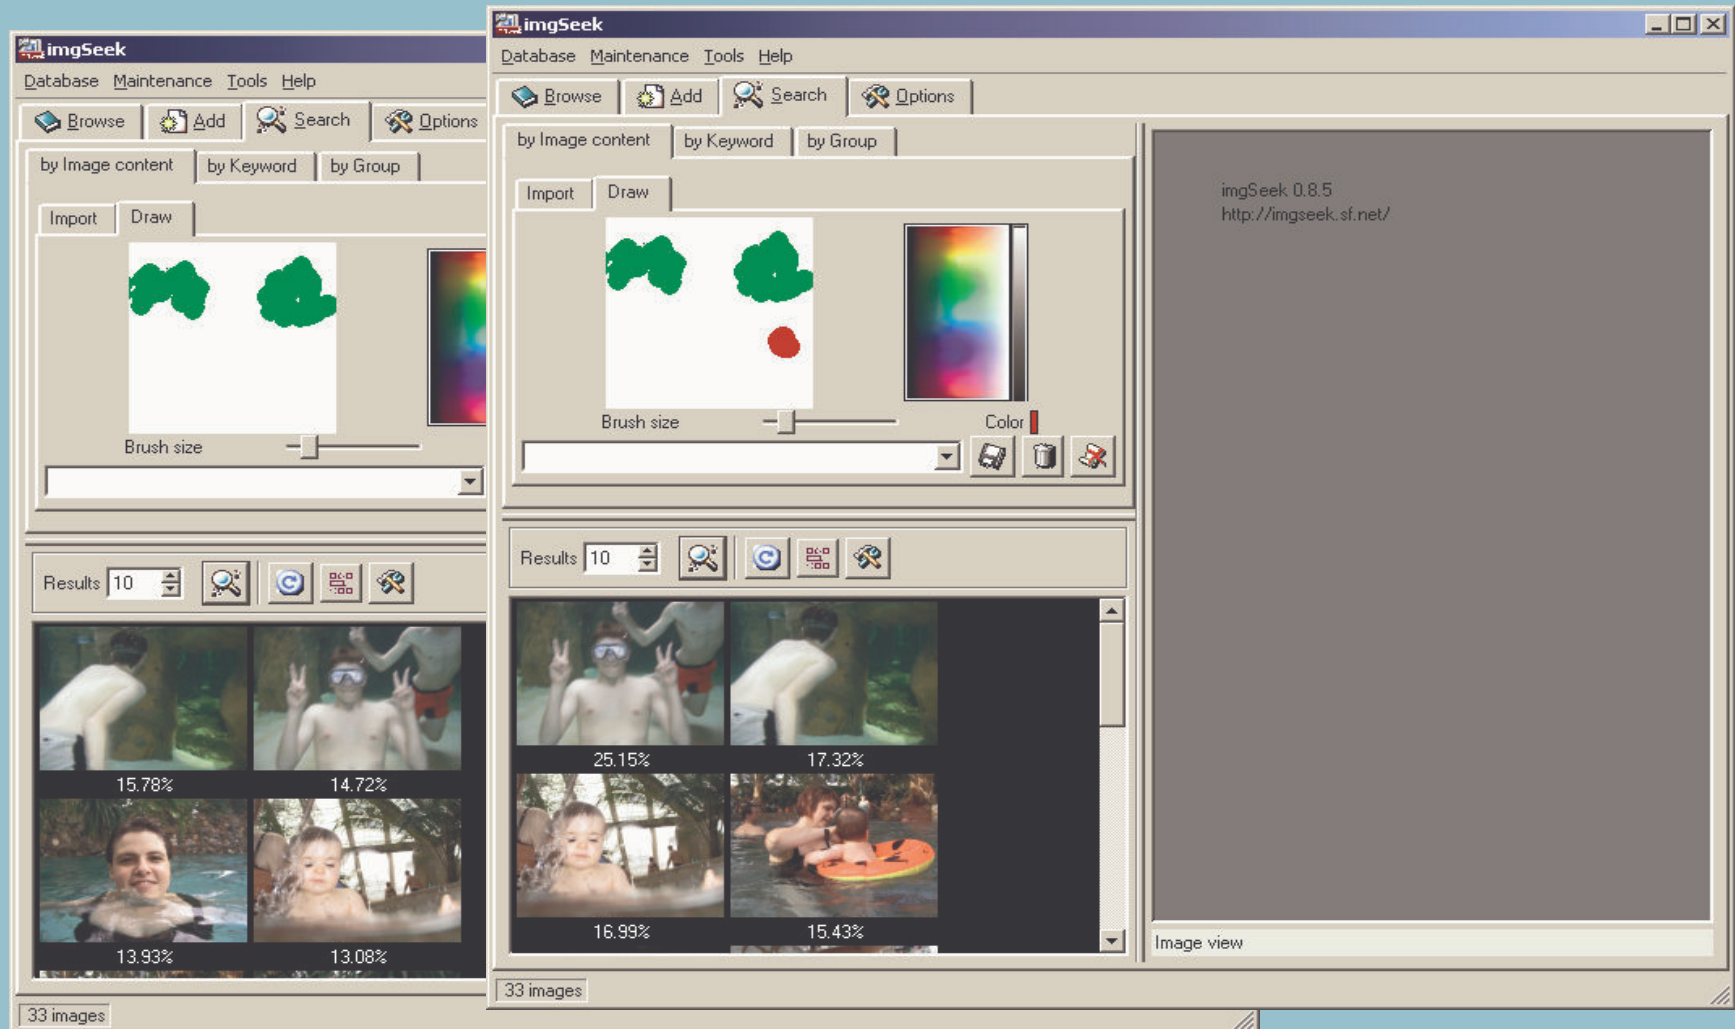 imgSeek
Database Maintenance Tools Help
Browse Add Search Options
by Image content by Keyword by Group
Import Draw
Brush size
Results 10
15.78% 14.72%
13.93% 13.08%
33 images
imgSeek
Database Maintenance Tools Help
Browse Add Search Options
by Image content by Keyword by Group
Import Draw
Brush size Color
Results 10
25.15% 17.32%
16.99% 15.43%
33 images
imgSeek 0.8.5
http://imgseek.sf.net/
Image view